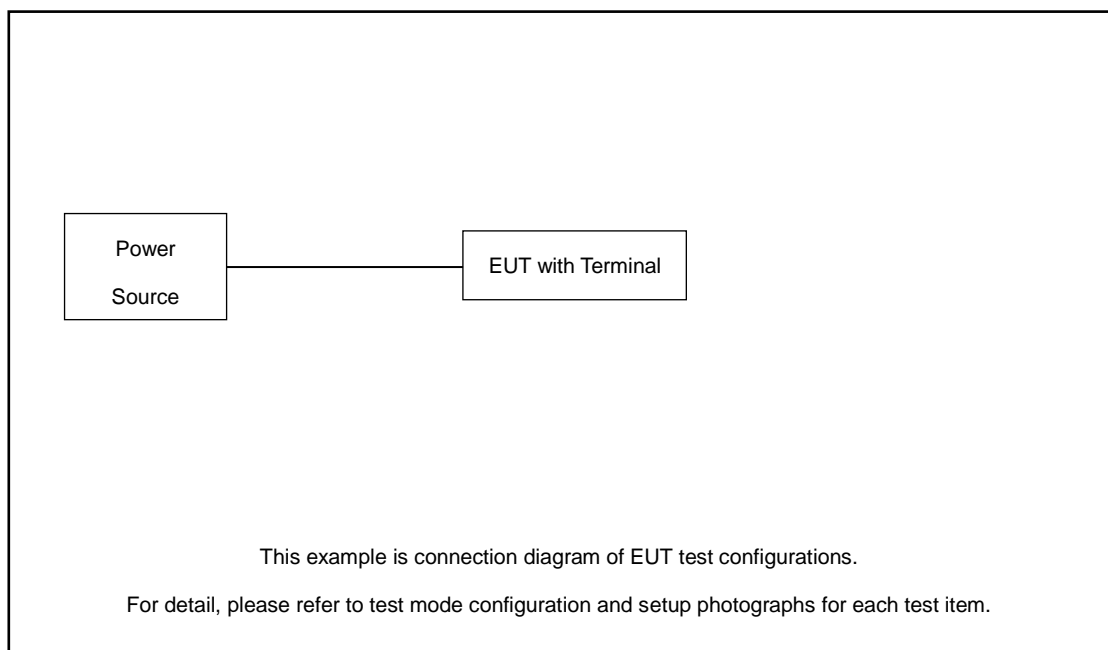 Power
Source
EUT with Terminal
This example is connection diagram of EUT test configurations.
For detail, please refer to test mode configuration and setup photographs for each test item.